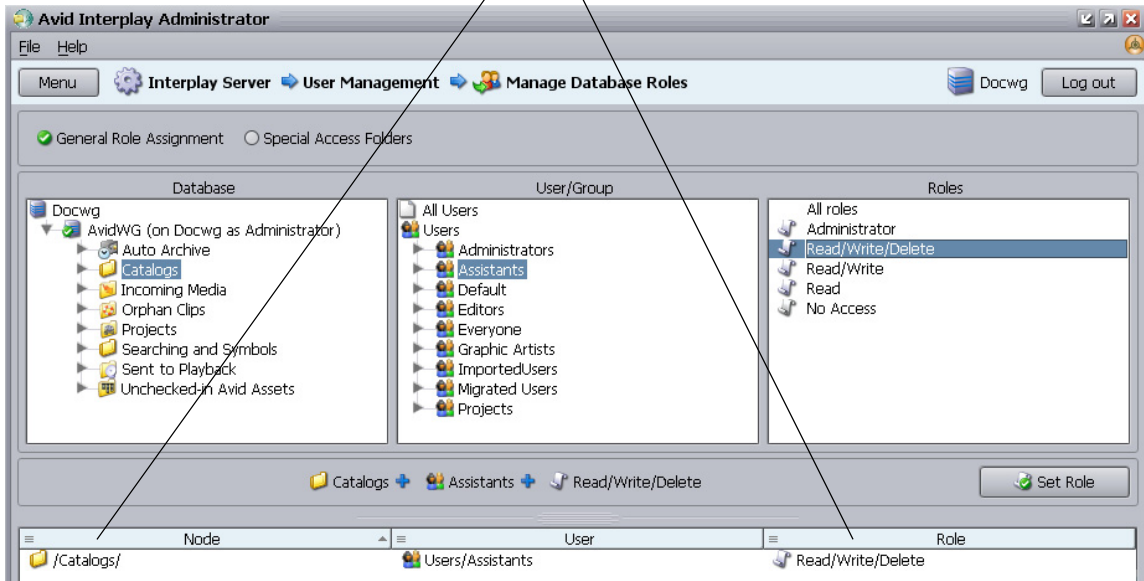 Avid Interplay Administrator
File Help
Menu Interplay Server User Management Manage Database Roles Docwg Log out
General Role Assignment Special Access Folders
Database
Docwg
AvidWG (on Docwg as Administrator)
Auto Archive
Catalogs
Incoming Media
Orphan Clips
Projects
Searching and Symbols
Sent to Playback
Unchecked-in Avid Assets
User/Group
All Users
Users
Administrators
Assistants
Default
Editors
Everyone
Graphic Artists
ImportedUsers
Migrated Users
Projects
Roles
All roles
Administrator
Read/Write/Delete
Read/Write
Read
No Access
Catalogs + Assistants + Read/Write/Delete Set Role
Node User Role
/Catalogs/ Users/Assistants Read/Write/Delete